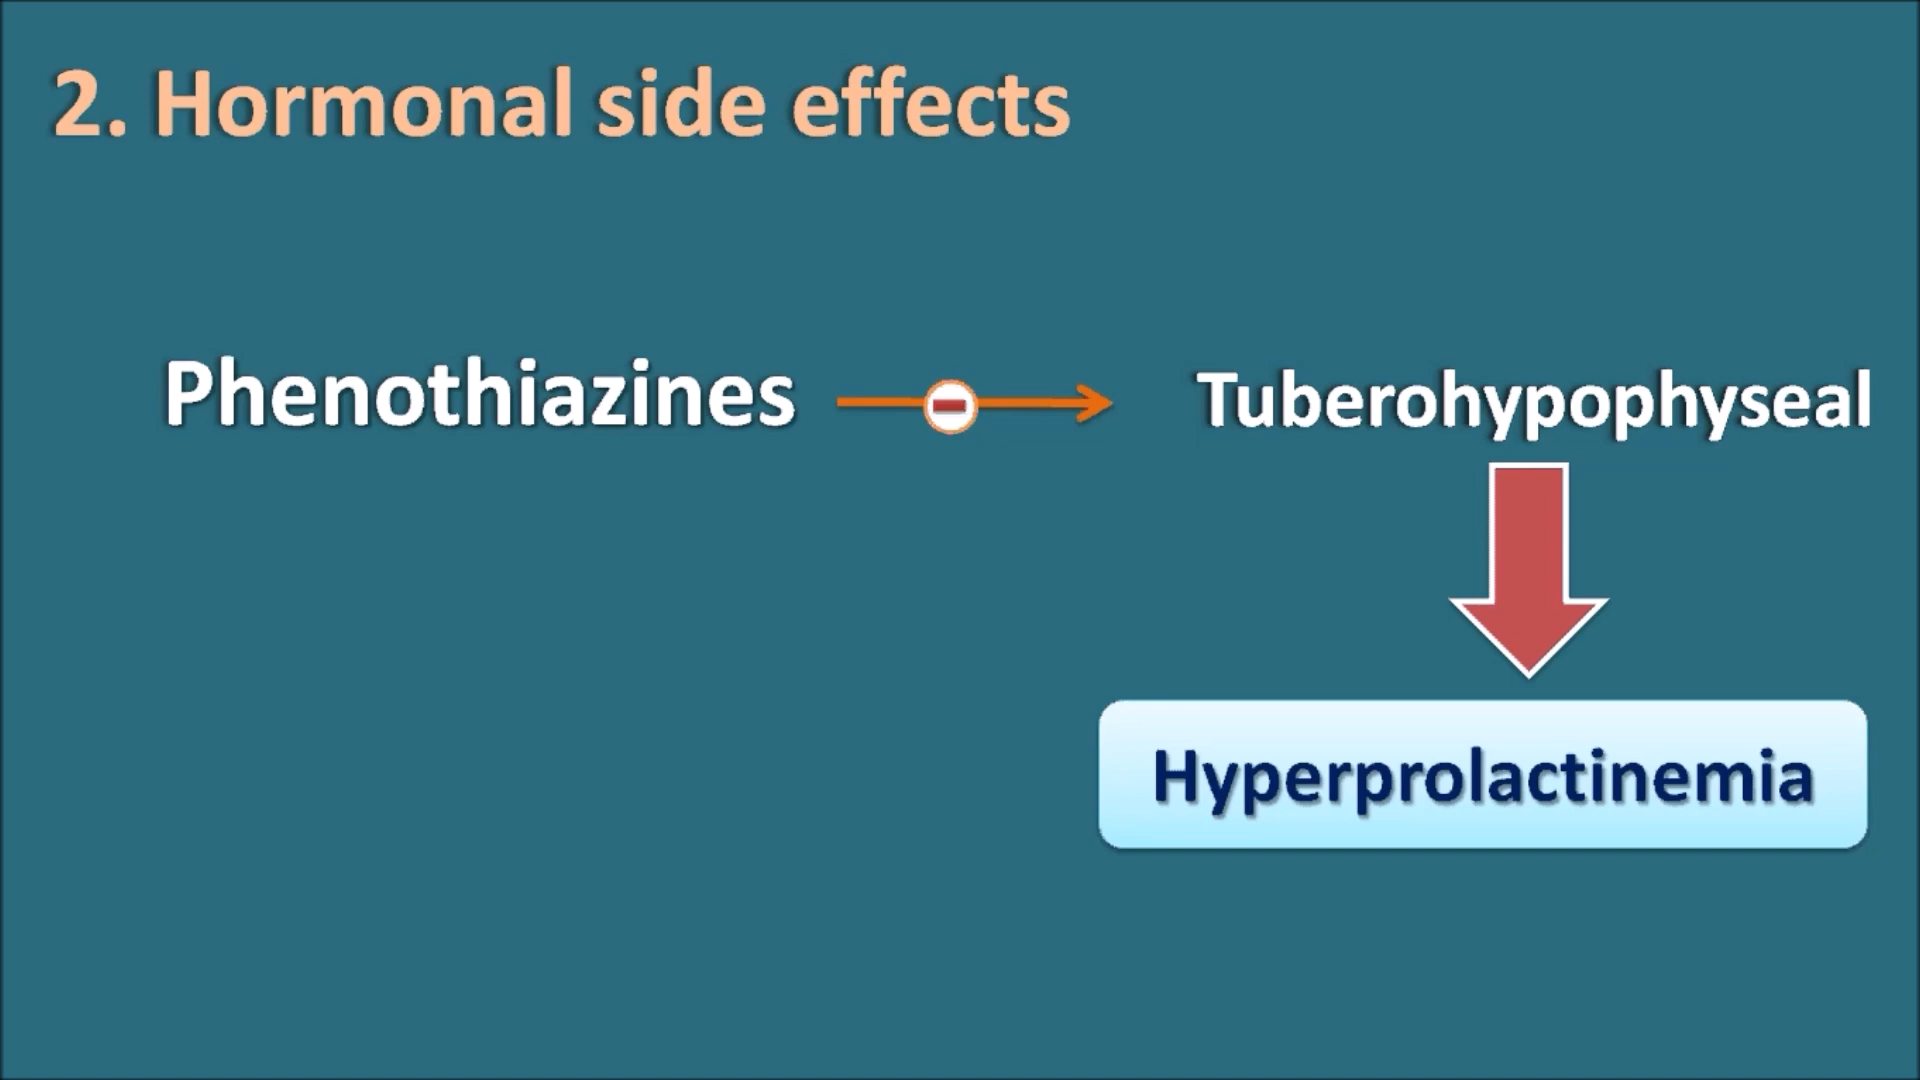 2. Hormonal side effects
Phenothiazines
Tuberohypophyseal
Hyperprolactinemia